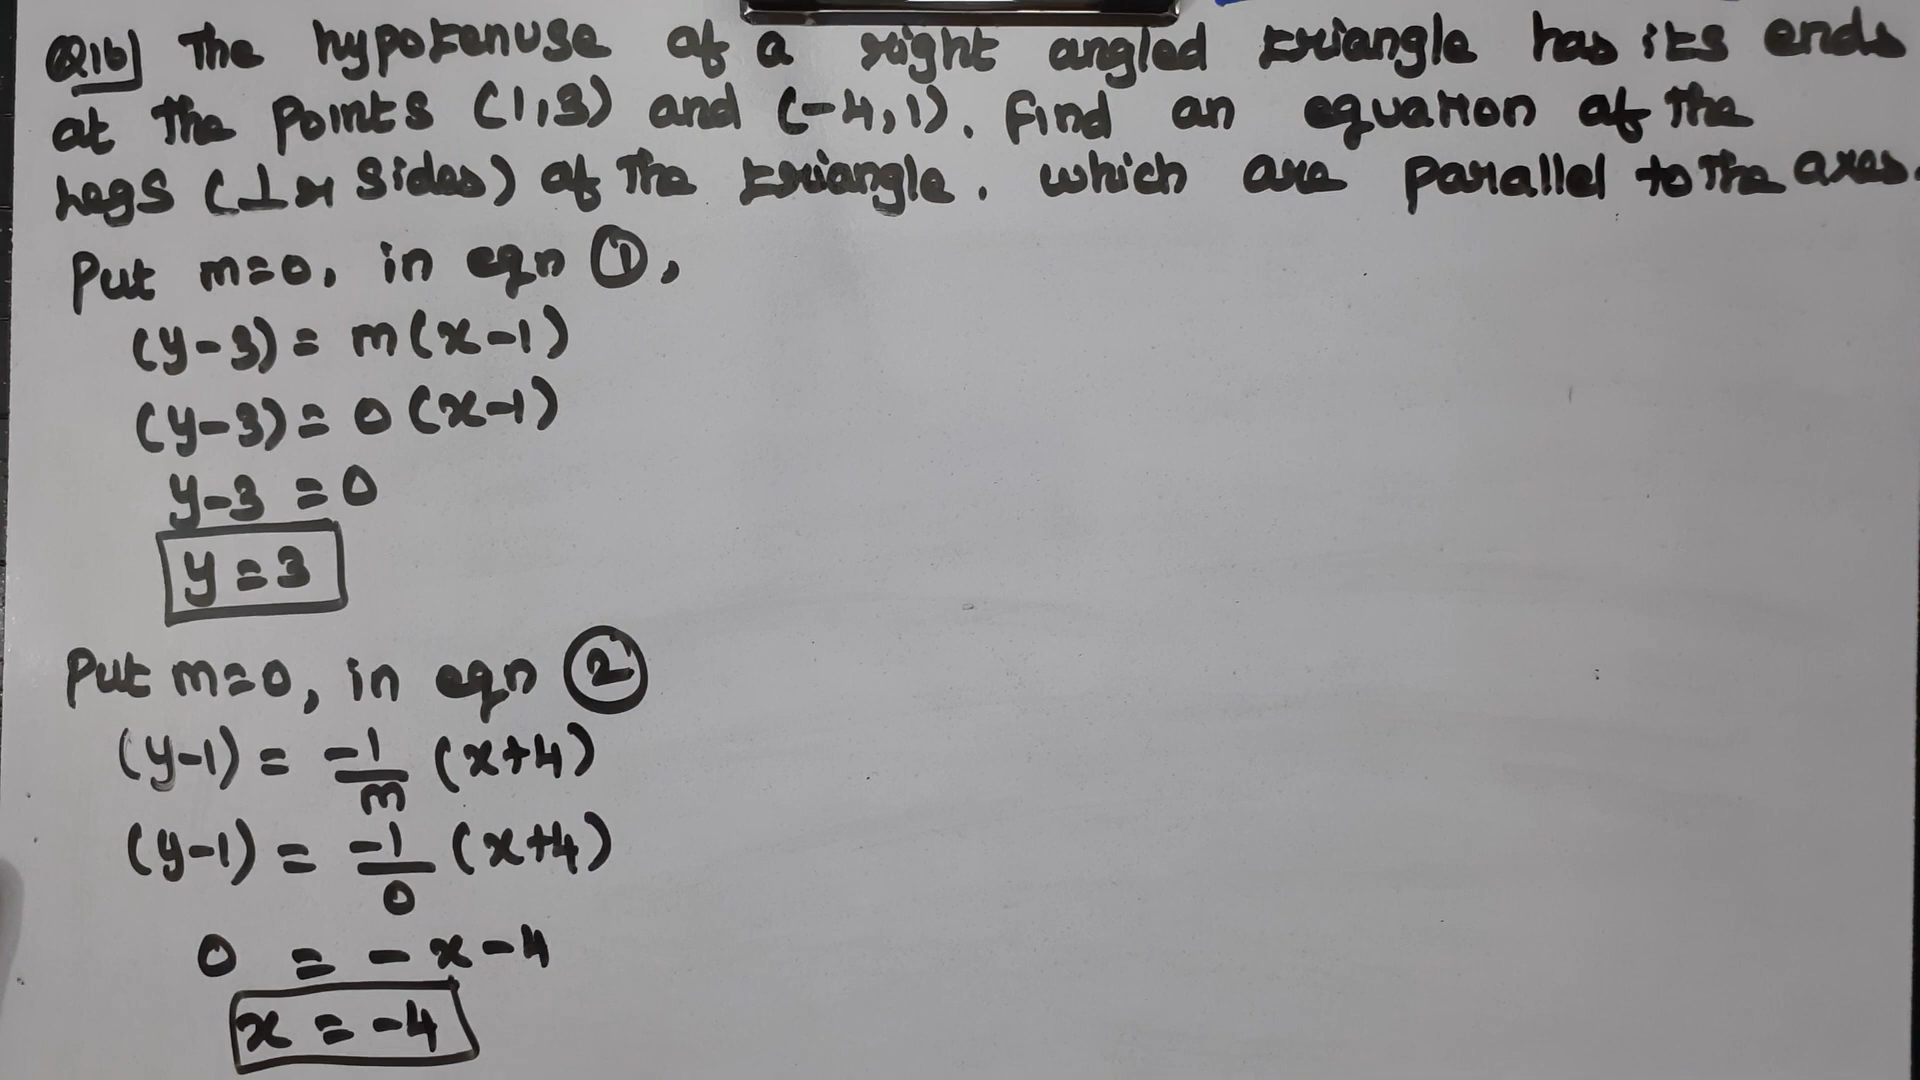 Q16) The hypotenuse of a right angled triangle has its ends
at the points (1,3) and (-4,1). Find an equation of the
legs (⊥r sides) of the triangle. which are parallel to the axes.
Put m=0, in eqn ①,
(y-3) = m(x-1)
(y-3) = 0(x-1)
y-3 = 0
y = 3
Put m=0, in eqn ②
(y-1) = -1/m (x+4)
(y-1) = -1/0 (x+4)
0 = -x-4
x = -4